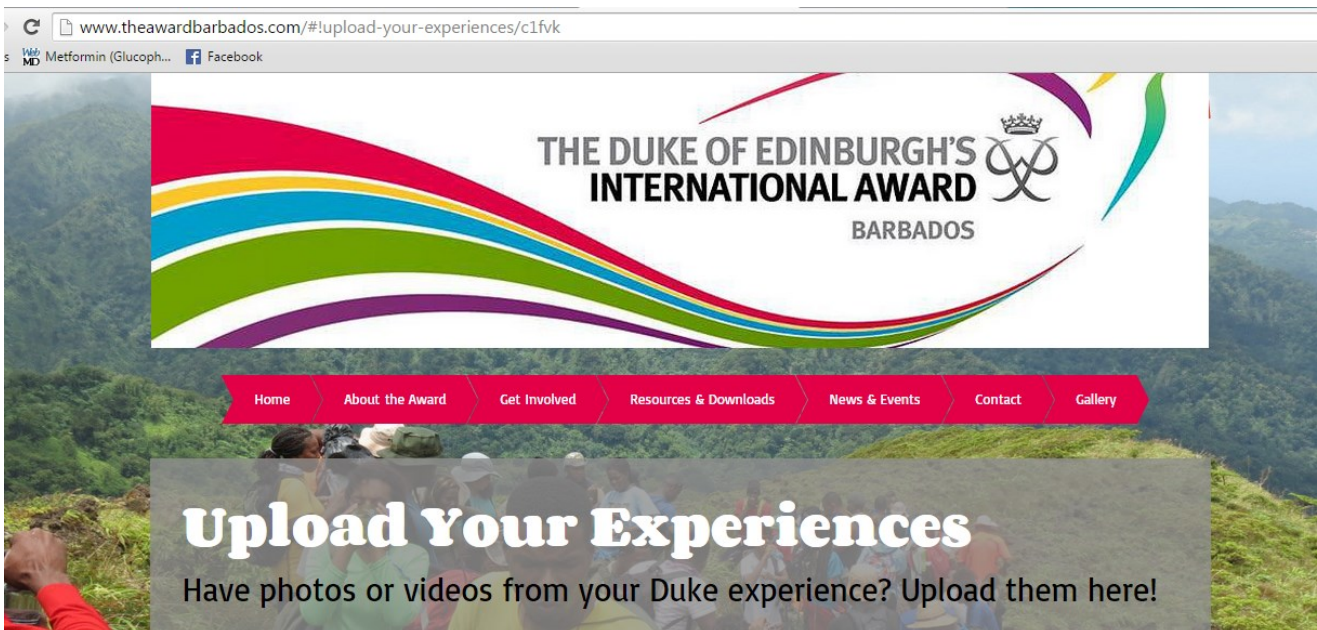 www.theawardbarbados.com/#!upload-your-experiences/c1fvk
s Web MD Metformin (Glucoph... Facebook
THE DUKE OF EDINBURGH'S
INTERNATIONAL AWARD
BARBADOS
Home About the Award Get Involved Resources & Downloads News & Events Contact Gallery
Upload Your Experiences
Have photos or videos from your Duke experience? Upload them here!